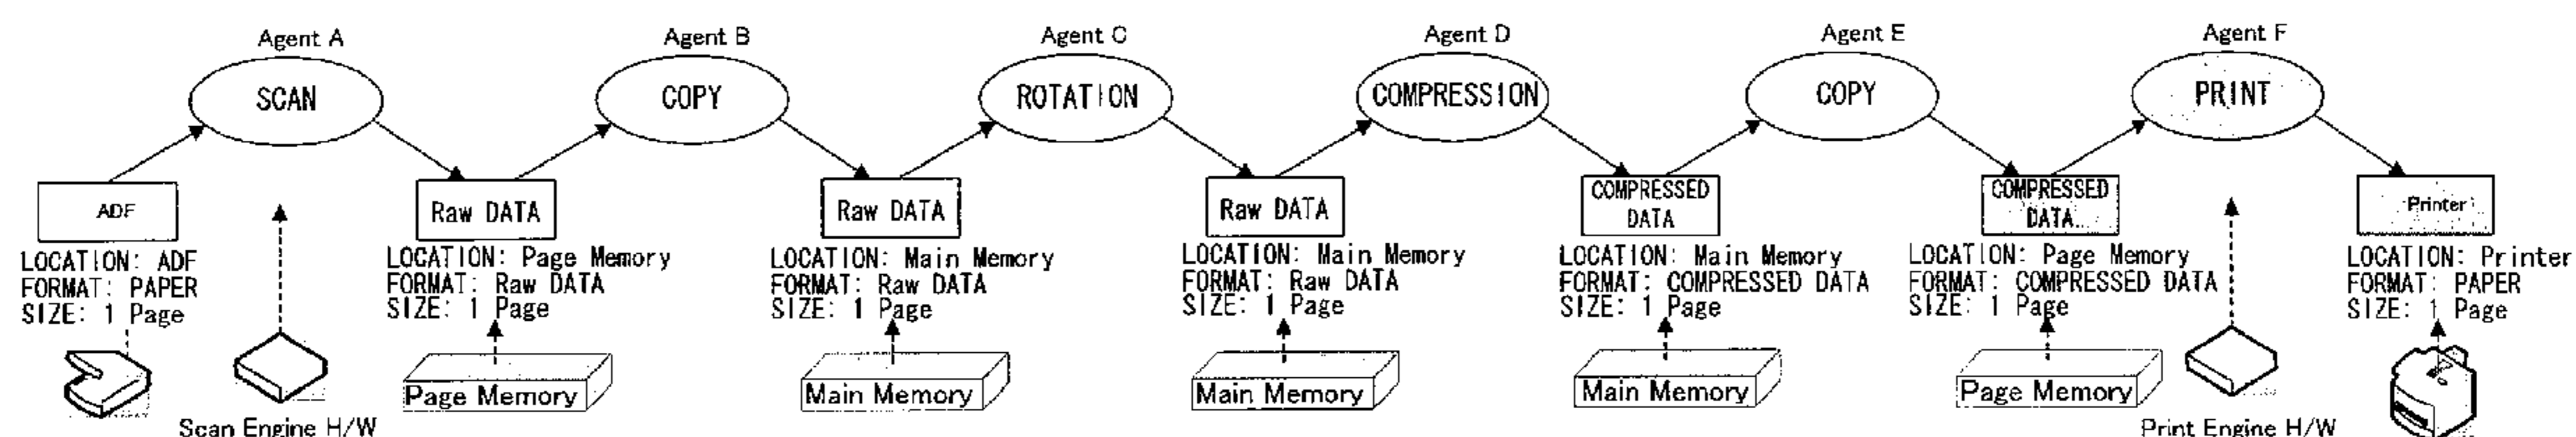 Agent A
Agent B
Agent C
Agent D
Agent E
Agent F
SCAN
COPY
ROTATION
COMPRESSION
COPY
PRINT
ADF
LOCATION: ADF
FORMAT: PAPER
SIZE: 1 Page
Raw DATA
LOCATION: Page Memory
FORMAT: Raw DATA
SIZE: 1 Page
Raw DATA
LOCATION: Main Memory
FORMAT: Raw DATA
SIZE: 1 Page
Raw DATA
LOCATION: Main Memory
FORMAT: Raw DATA
SIZE: 1 Page
COMPRESSED
DATA
LOCATION: Main Memory
FORMAT: COMPRESSED DATA
SIZE: 1 Page
COMPRESSED
DATA
LOCATION: Page Memory
FORMAT: COMPRESSED DATA
SIZE: 1 Page
Printer
LOCATION: Printer
FORMAT: PAPER
SIZE: 1 Page
Scan Engine H/W
Page Memory
Main Memory
Main Memory
Main Memory
Page Memory
Print Engine H/W